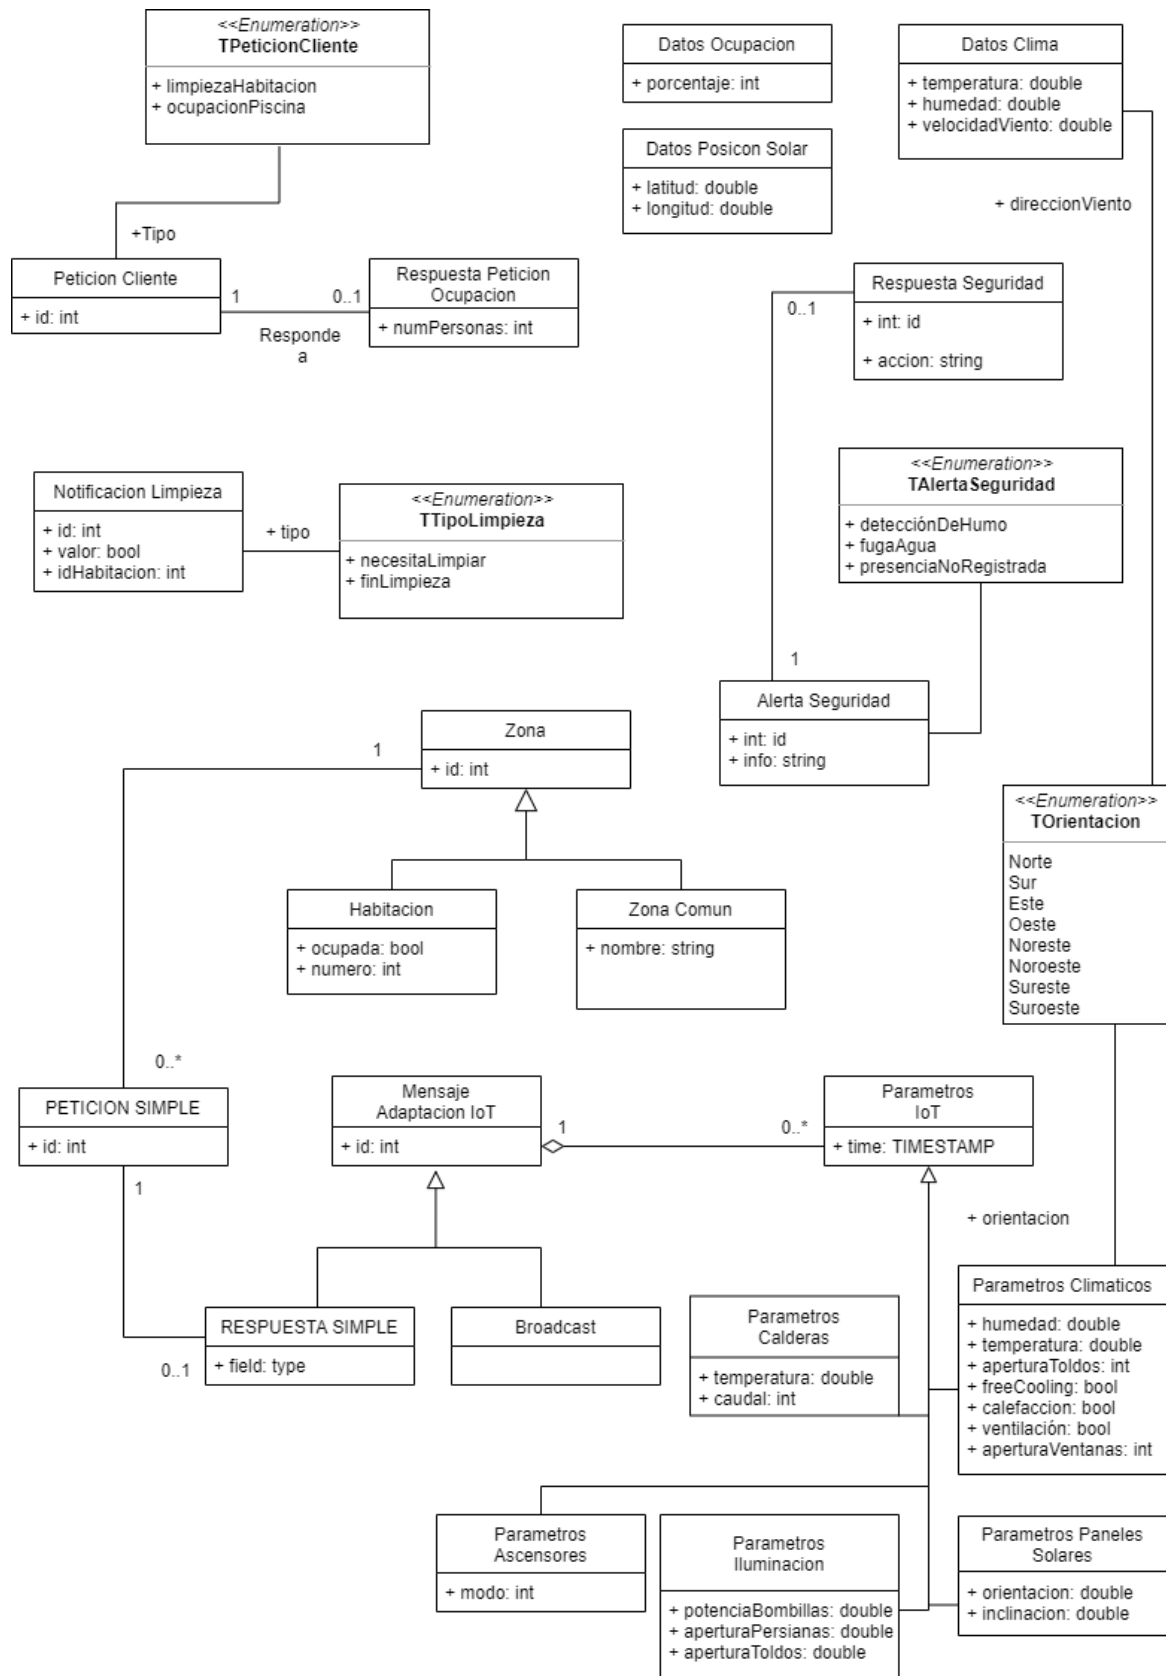 <<Enumeration>>
TPeticionCliente
+ limpiezaHabitacion
+ ocupacionPiscina
Datos Ocupacion
+ porcentaje: int
Datos Clima
+ temperatura: double
+ humedad: double
+ velocidadViento: double
Datos Posicon Solar
+ latitud: double
+ longitud: double
+ direccionViento
+Tipo
Peticion Cliente
+ id: int
1
0..1
Responde
a
Respuesta Peticion
Ocupacion
+ numPersonas: int
Respuesta Seguridad
+ int: id
+ accion: string
0..1
Notificacion Limpieza
+ id: int
+ valor: bool
+ idHabitacion: int
+ tipo
<<Enumeration>>
TTipoLimpieza
+ necesitaLimpiar
+ finLimpieza
<<Enumeration>>
TAlertaSeguridad
+ detecciónDeHumo
+ fugaAgua
+ presenciaNoRegistrada
1
Alerta Seguridad
+ int: id
+ info: string
Zona
+ id: int
1
<<Enumeration>>
TOrientacion
Norte
Sur
Este
Oeste
Noreste
Noroeste
Sureste
Suroeste
Habitacion
+ ocupada: bool
+ numero: int
Zona Comun
+ nombre: string
0..*
PETICION SIMPLE
+ id: int
1
Mensaje
Adaptacion IoT
+ id: int
1
0..*
Parametros
IoT
+ time: TIMESTAMP
+ orientacion
0..1
RESPUESTA SIMPLE
+ field: type
Broadcast
Parametros
Calderas
+ temperatura: double
+ caudal: int
Parametros Climaticos
+ humedad: double
+ temperatura: double
+ aperturaToldos: int
+ freeCooling: bool
+ calefaccion: bool
+ ventilación: bool
+ aperturaVentanas: int
Parametros
Ascensores
+ modo: int
Parametros
Iluminacion
+ potenciaBombillas: double
+ aperturaPersianas: double
+ aperturaToldos: double
Parametros Paneles
Solares
+ orientacion: double
+ inclinacion: double